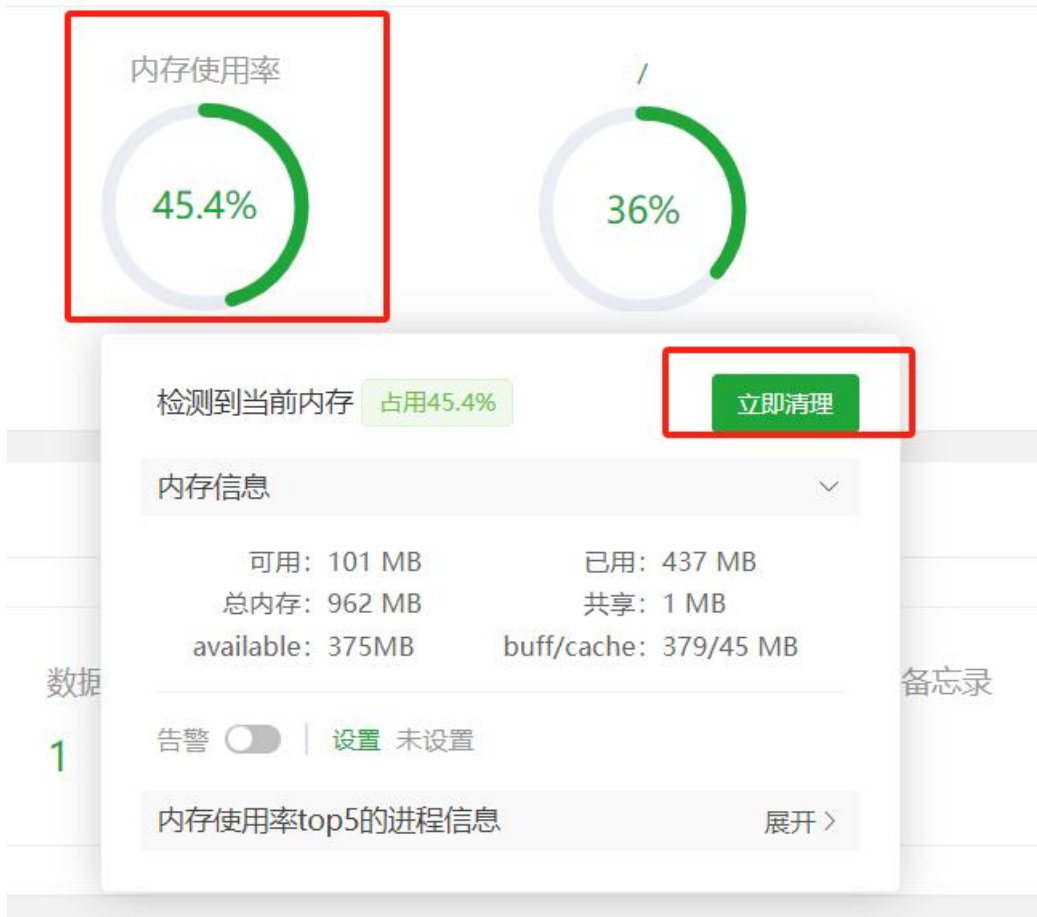 内存使用率
/
45.4%
36%
检测到当前内存 占用45.4% 立即清理
内存信息
可用：101 MB 已用：437 MB
总内存：962 MB 共享：1 MB
available：375MB buff/cache：379/45 MB
数据
备忘录
1
告警 设置 未设置
内存使用率top5的进程信息 展开